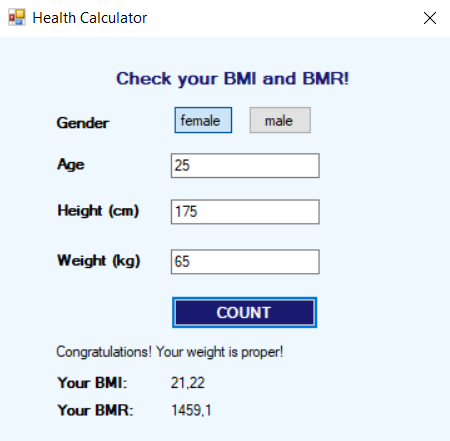 Health Calculator
Check your BMI and BMR!
Gender female male
Age 25
Height (cm) 175
Weight (kg) 65
COUNT
Congratulations! Your weight is proper!
Your BMI: 21,22
Your BMR: 1459,1